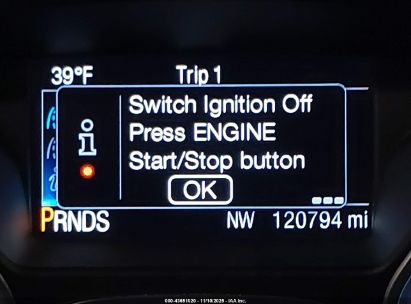 39°F Trip 1
Switch Ignition Off
Press ENGINE
Start/Stop button
OK
PRNDS NW 120794 mi